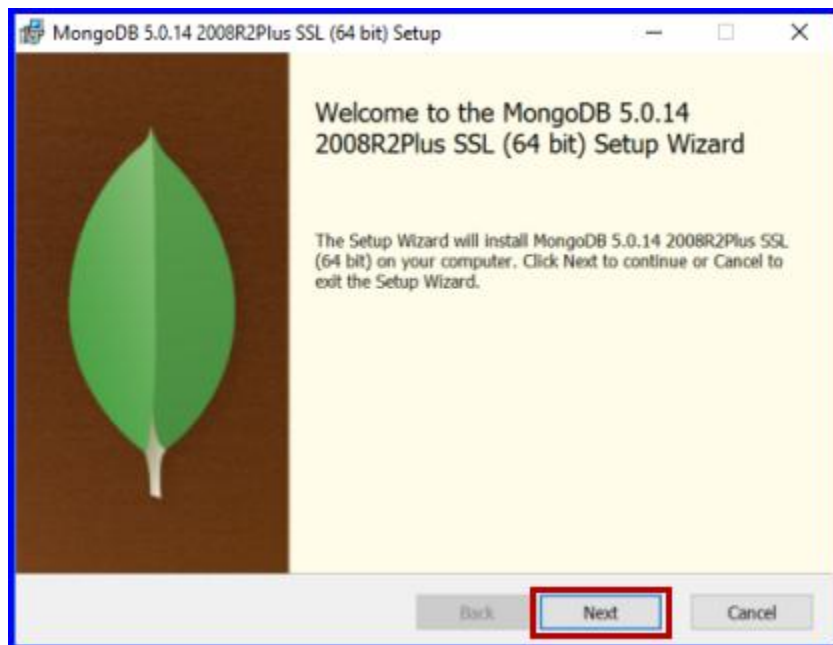 MongoDB 5.0.14 2008R2Plus SSL (64 bit) Setup
Welcome to the MongoDB 5.0.14
2008R2Plus SSL (64 bit) Setup Wizard
The Setup Wizard will install MongoDB 5.0.14 2008R2Plus SSL
(64 bit) on your computer. Click Next to continue or Cancel to
exit the Setup Wizard.
Back Next Cancel